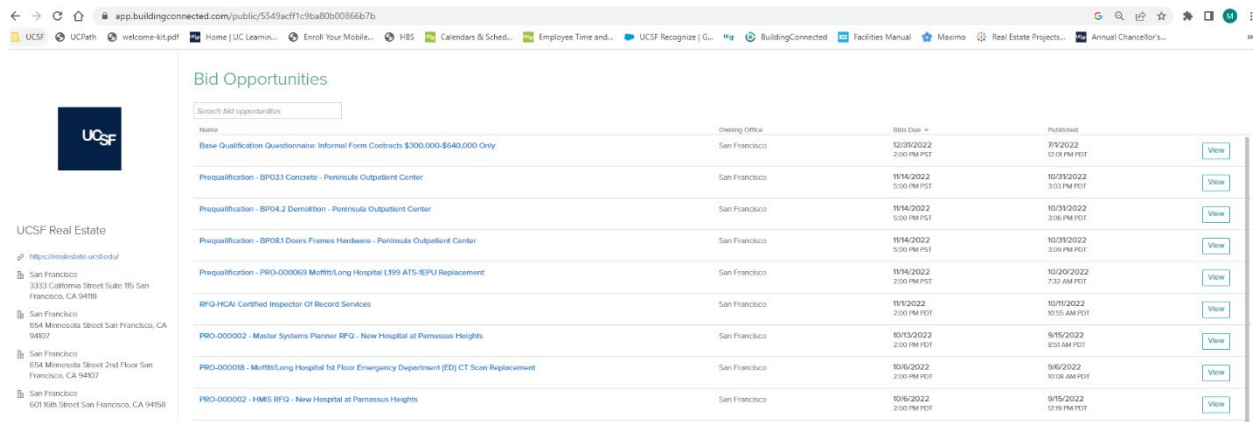 app.buildingconnected.com/public/5549acff1c9ba80b00866b7b
UCSF UCPath welcome-kit.pdf Home | UC Learnin... Enroll Your Mobile... HBS Calendars & Sched... Employee Time and... UCSF Recognize | G... BuildingConnected Facilities Manual Maximo Real Estate Projects... Annual Chancellor's... »
UCSF
UCSF Real Estate
https://realestate.ucsf.edu/
San Francisco
3333 California Street Suite 115 San
Francisco, CA 94118
San Francisco
654 Minnesota Street San Francisco, CA
94107
San Francisco
654 Minnesota Street 2nd Floor San
Francisco, CA 94107
San Francisco
601 16th Street San Francisco, CA 94158
Bid Opportunities
Search bid opportunities
Name Owning Office Bids Due Published
Base Qualification Questionnaire: Informal Form Contracts $300,000-$640,000 Only San Francisco 12/31/2022 7/1/2022 View
2:00 PM PST 12:01 PM PDT
Prequalification - BP03.1 Concrete - Peninsula Outpatient Center San Francisco 11/14/2022 10/31/2022 View
5:00 PM PST 3:03 PM PDT
Prequalification - BP04.2 Demolition - Peninsula Outpatient Center San Francisco 11/14/2022 10/31/2022 View
5:00 PM PST 3:06 PM PDT
Prequalification - BP08.1 Doors Frames Hardware - Peninsula Outpatient Center San Francisco 11/14/2022 10/31/2022 View
5:00 PM PST 3:09 PM PDT
Prequalification - PRO-000069 Moffitt/Long Hospital L199 ATS-1EPU Replacement San Francisco 11/14/2022 10/20/2022 View
2:00 PM PST 7:32 AM PDT
RFQ-HCAI Certified Inspector Of Record Services San Francisco 11/1/2022 10/11/2022 View
2:00 PM PDT 10:55 AM PDT
PRO-000002 - Master Systems Planner RFQ - New Hospital at Parnassus Heights San Francisco 10/13/2022 9/15/2022 View
2:00 PM PDT 8:51 AM PDT
PRO-000018 - Moffitt/Long Hospital 1st Floor Emergency Department (ED) CT Scan Replacement San Francisco 10/6/2022 9/6/2022 View
2:00 PM PDT 10:08 AM PDT
PRO-000002 - HMIS RFQ - New Hospital at Parnassus Heights San Francisco 10/6/2022 9/15/2022 View
2:00 PM PDT 12:19 PM PDT